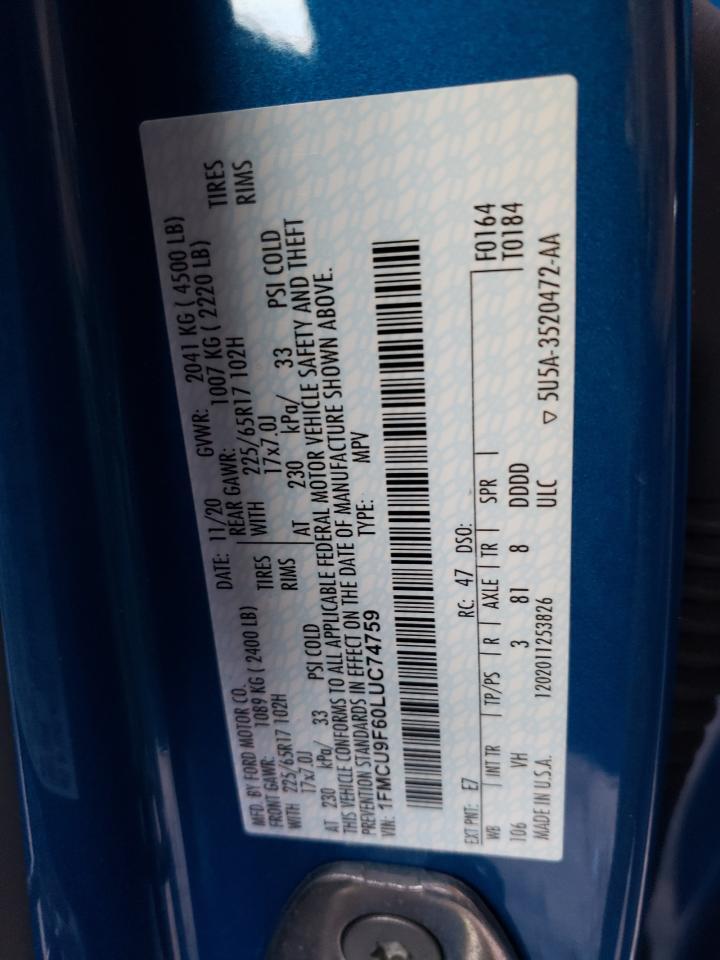 MFD. BY FORD MOTOR CO.
DATE: 11/20 GVWR: 2041 KG ( 4500 LB)
FRONT GAWR: 1089 KG ( 2400 LB)
REAR GAWR: 1007 KG ( 2220 LB)
WITH 225/65R17 102H TIRES
WITH 225/65R17 102H TIRES
17x7.0J RIMS
17x7.0J RIMS
AT 230 kPa/ 33 PSI COLD
AT 230 kPa/ 33 PSI COLD
THIS VEHICLE CONFORMS TO ALL APPLICABLE FEDERAL MOTOR VEHICLE SAFETY AND THEFT
PREVENTION STANDARDS IN EFFECT ON THE DATE OF MANUFACTURE SHOWN ABOVE.
VIN: 1FMCU9F60LUC74759 TYPE: MPV
EXT PNT: E7 RC: 47 DSO: F0164
WB | INT TR | TP/PS | R | AXLE | TR | SPR | T0184
106 VH 3 81 8 DDDD
MADE IN U.S.A. 1202011253826 ULC ▽ 5U5A-3520472-AA